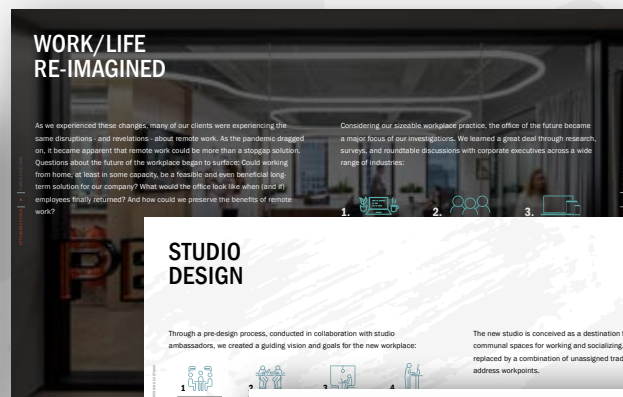 WORK/LIFE
RE-IMAGINED
As we experienced these changes, many of our clients were experiencing the
same disruptions - and revelations - about remote work. As the pandemic dragged
on, it became apparent that remote work could be more than a stopgap solution.
Questions about the future of the workplace began to surface: Could working
from home, at least in some capacity, be a feasible and even beneficial long-
term solution for our company? What would the office look like when (and if)
employees finally returned? And how could we preserve the benefits of remote
work?
Considering our sizeable workplace practice, the office of the future became
a major focus of our investigations. We learned a great deal through research,
surveys, and roundtable discussions with corporate executives across a wide
range of industries:
1.
2.
3.
PE
STUDIO
DESIGN
Through a pre-design process, conducted in collaboration with studio
ambassadors, we created a guiding vision and goals for the new workplace:
1
2
3
4
The new studio is conceived as a destination
communal spaces for working and socializing.
replaced by a combination of unassigned
address workpoints.